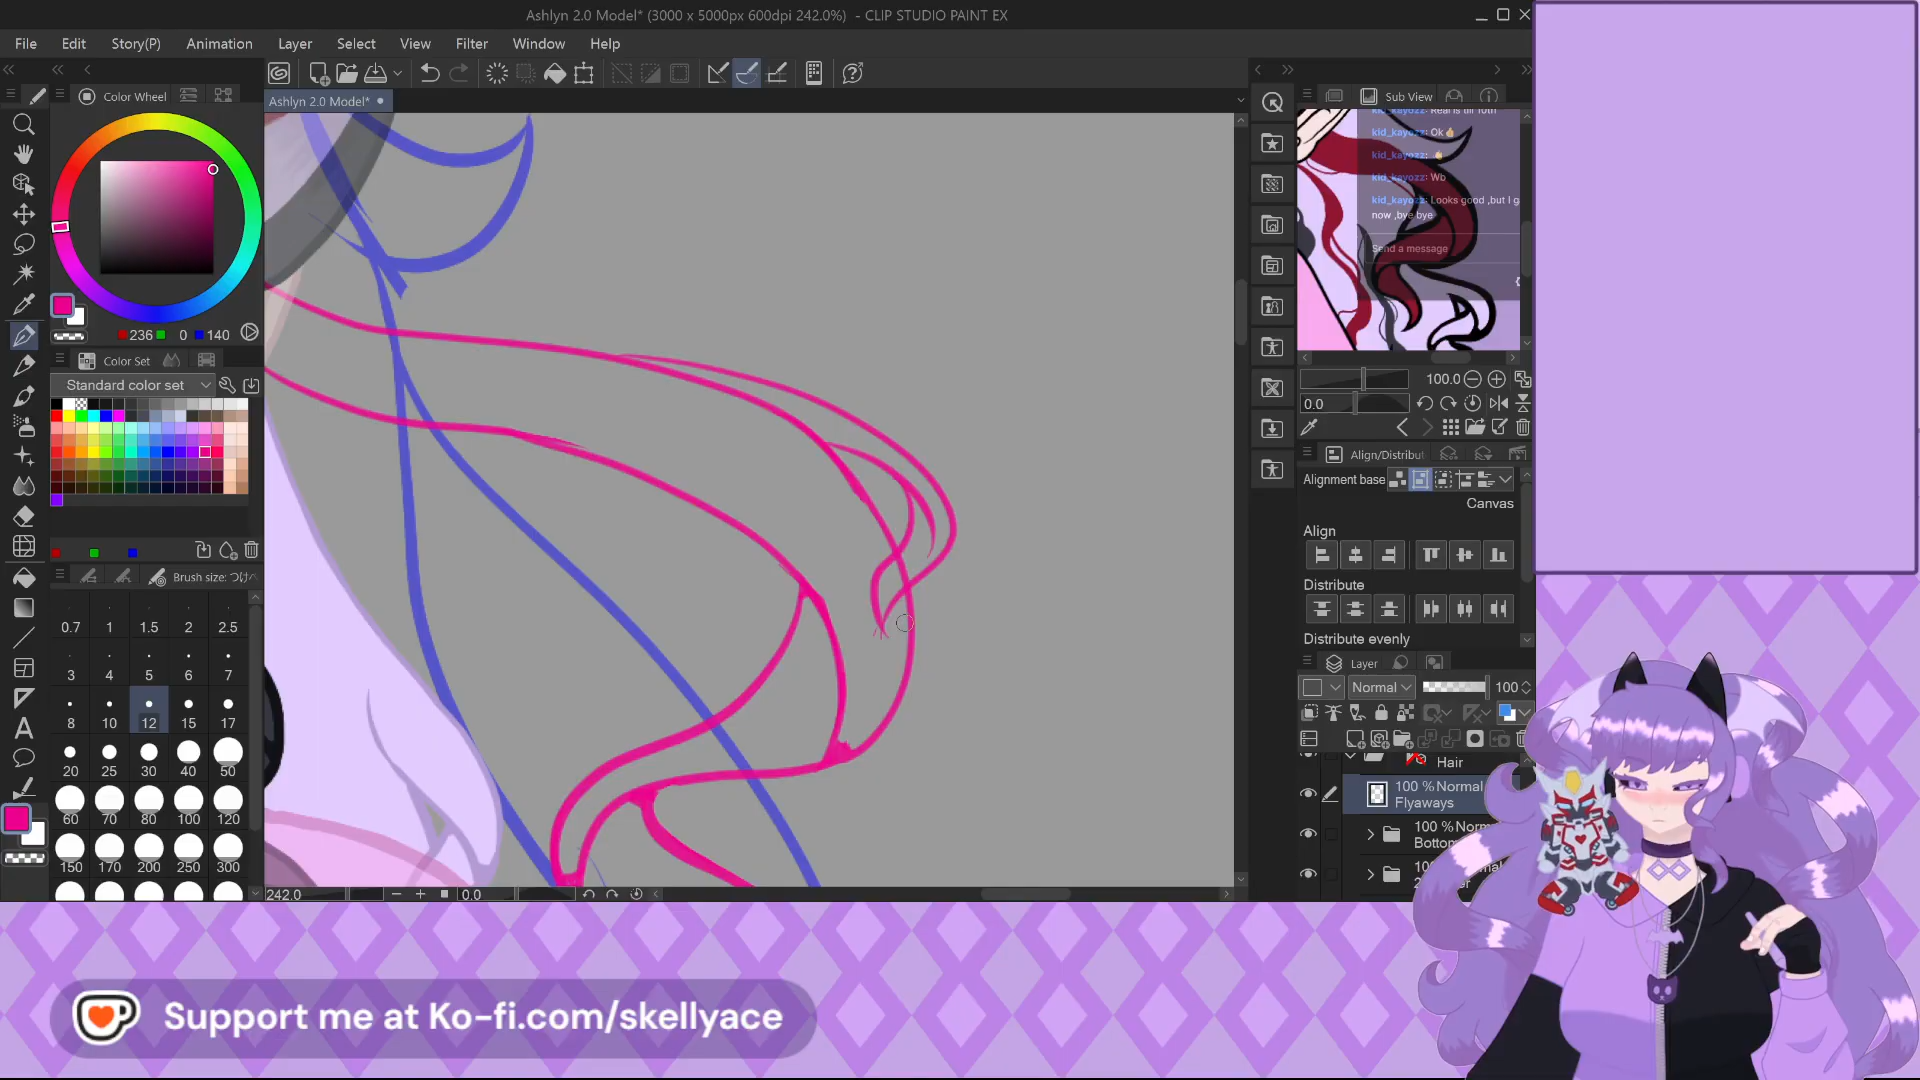 Ashlyn 2.0 Model* (3000 x 5000px 600dpi 242.0%) - CLIP STUDIO PAINT EX
File Edit Story(P) Animation Layer Select View Filter Window Help
Color Wheel
Ashlyn 2.0 Model*
Sub View
kid_kayozz: Ok
kid_kayozz:
kid_kayozz: Wb
kid_kayozz: Looks good ,but I g
now ,bye bye
Send a message
236 0 140
Color Set
Standard color set
100.0
0.0
Align/Distribut
Alignment base
Canvas
Align
Distribute
Distribute evenly
Brush size: つけペ
0.7 1 1.5 2 2.5
3 4 5 6 7
8 10 12 15 17
20 25 30 40 50
60 70 80 100 120
150 170 200 250 300
Layer
Normal 100
Hair
100 % Normal
Flyaways
100 % Norm
Bottom
242.0 0.0
Support me at Ko-fi.com/skellyace